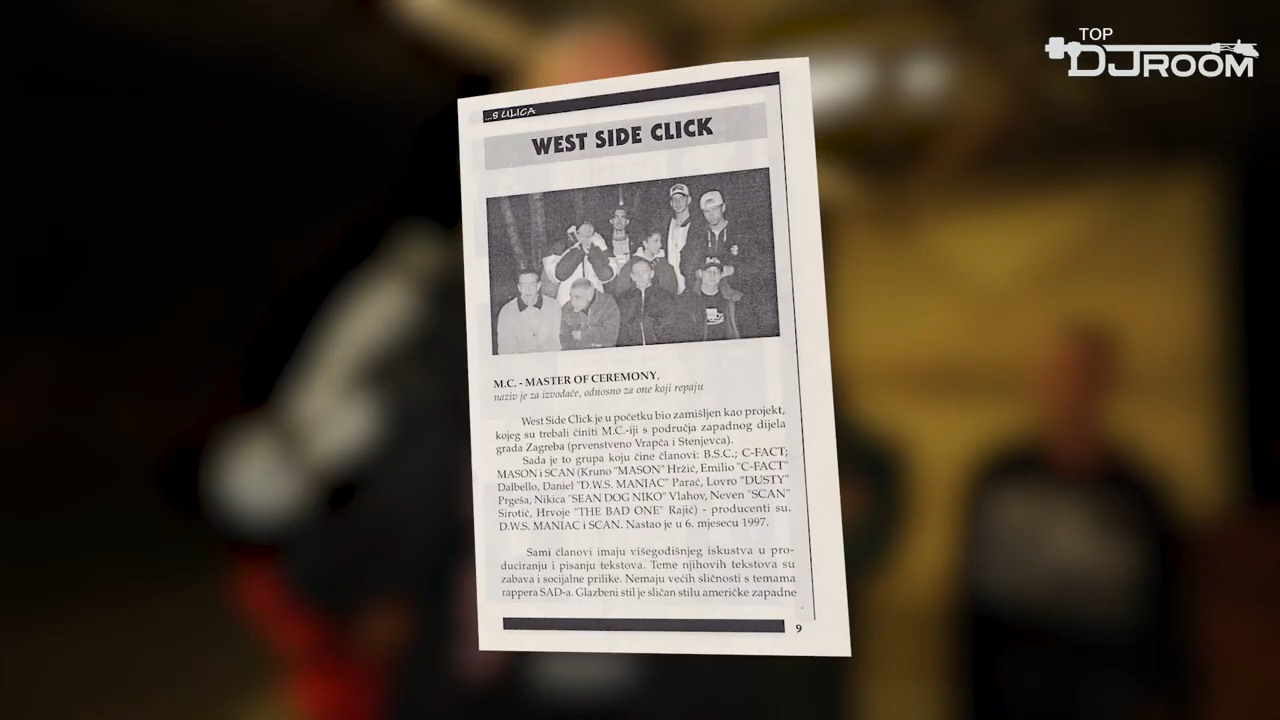 TOP
DJROOM
...S ULICA
WEST SIDE CLICK
M.C. - MASTER OF CEREMONY,
naziv je za izvođače, odnosno za one koji repaju
West Side Click je u početku bio zamišljen kao projekt,
kojeg su trebali činiti M.C.-iji s područja zapadnog dijela
grada Zagreba (prvenstveno Vrapča i Stenjevca).
Sada je to grupa koju čine članovi: B.S.C.; C-FACT;
MASON i SCAN (Kruno "MASON" Hržić, Emilio "C-FACT"
Dalbello, Daniel "D.W.S. MANIAC" Parać, Lovro "DUSTY"
Prgeša, Nikica "SEAN DOG NIKO" Vlahov, Neven "SCAN"
Sirotić, Hrvoje "THE BAD ONE" Rajić) - producenti su.
D.W.S. MANIAC i SCAN. Nastao je u 6. mjesecu 1997.
Sami članovi imaju višegodišnjeg iskustva u pro-
duciranju i pisanju tekstova. Teme njihovih tekstova su
zabava i socijalne prilike. Nemaju većih sličnosti s temama
rappera SAD-a. Glazbeni stil je sličan stilu američke zapadne
9